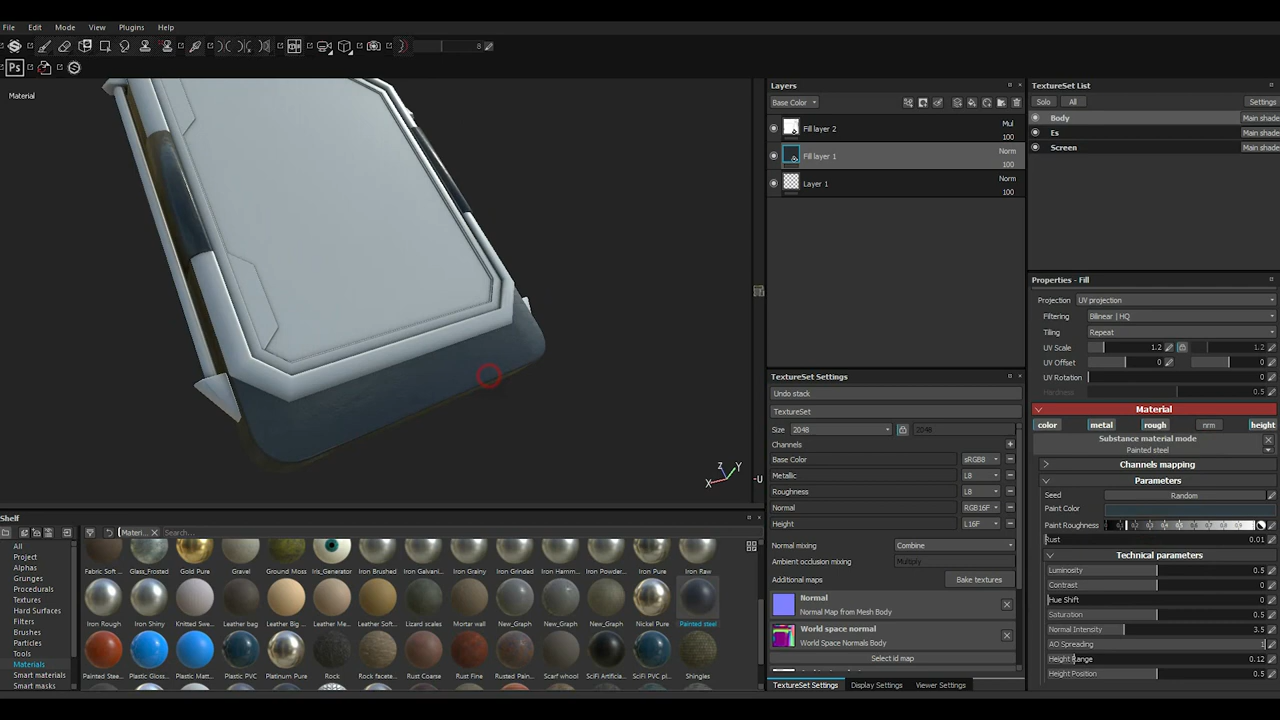 File Edit Mode View Plugins Help
8
Ps
Material
Layers
Base Color
Fill layer 2 Mul
100
Fill layer 1 Norm
100
Layer 1 Norm
100
TextureSet List
Solo All Settings
Body Main shade
Es Main shade
Screen Main shade
Properties - Fill
Projection UV projection
Filtering Bilinear | HQ
Tiling Repeat
UV Scale 1.2 1.2
UV Offset 0 0
UV Rotation 0
Hardness 0.5
Material
color metal rough nrm height
Substance material mode
Painted steel
Channels mapping
Parameters
Seed Random
Paint Color
Paint Roughness
Rust 0.01
Technical parameters
Luminosity 0.5
Contrast 0
Hue Shift 0
Saturation 0.5
Normal Intensity 3.5
AO Spreading 1
Height Range 0.12
Height Position 0.5
TextureSet Settings
Undo stack
TextureSet
Size 2048 2048
Channels
Base Color sRGB8
Metallic L8
Roughness L8
Normal RGB16F
Height L16F
Normal mixing Combine
Ambient occlusion mixing Multiply
Additional maps Bake textures
Normal
Normal Map from Mesh Body
World space normal
World Space Normals Body
Select id map
TextureSet Settings Display Settings Viewer Settings
Z Y X
-U
Shelf
Materi... Search...
All
Project
Alphas
Grunges
Procedurals
Textures
Hard Surfaces
Filters
Brushes
Particles
Tools
Materials
Smart materials
Smart masks
Fabric Soft ... Glass_Frosted Gold Pure Gravel Iris_Generator Ground Moss Iron Brushed Iron Galvani... Iron Grainy Iron Grinded Iron Hamm... Iron Powder... Iron Pure Iron Raw
Iron Rough Iron Shiny Knitted Swe... Leather bag Leather Big ... Leather Me... Leather Soft... Lizard scales Mortar wall New_Graph New_Graph New_Graph Nickel Pure Painted steel
Painted Stee... Plastic Glos... Plastic Matt... Plastic PVC Platinum Pure Rock Rock faceta... Rust Coarse Rust Fine Rusted Pain... Scarf wool SciFi Artificial... SciFi PVC pl... Shingles